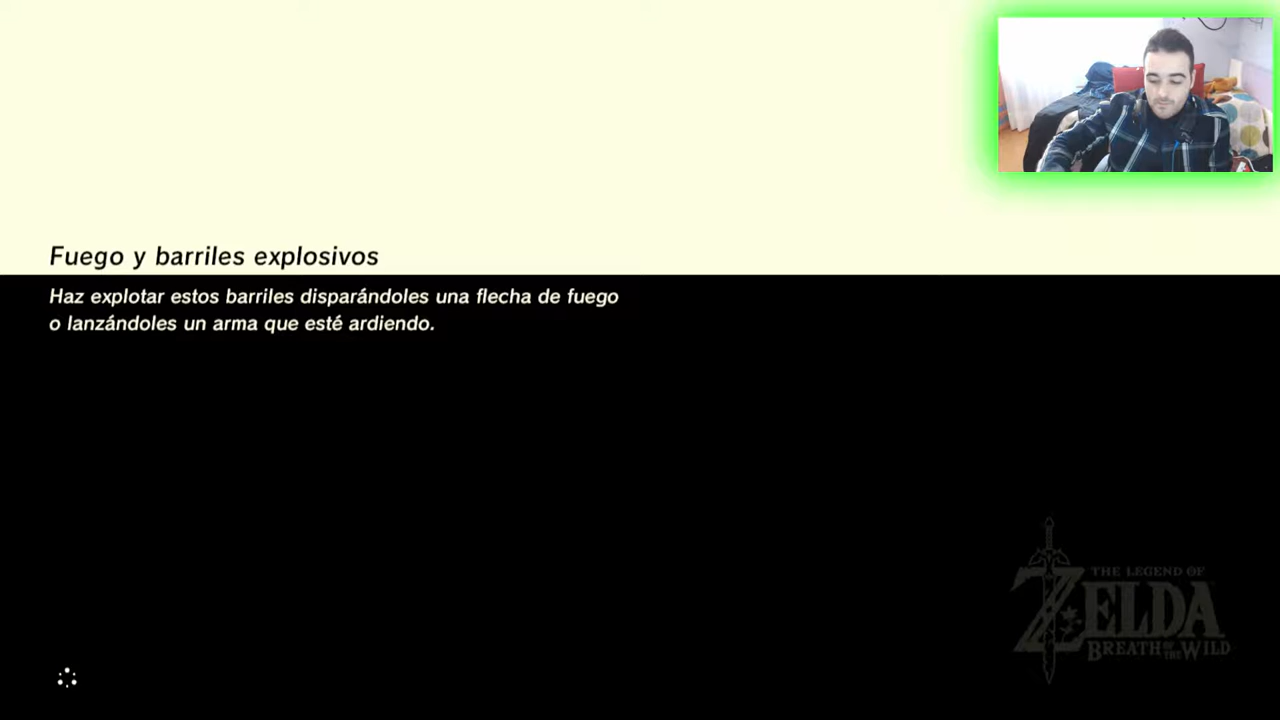 Fuego y barriles explosivos
Haz explotar estos barriles disparándoles una flecha de fuego
o lanzándoles un arma que esté ardiendo.
THE LEGEND OF
ZELDA
BREATH OF THE WILD